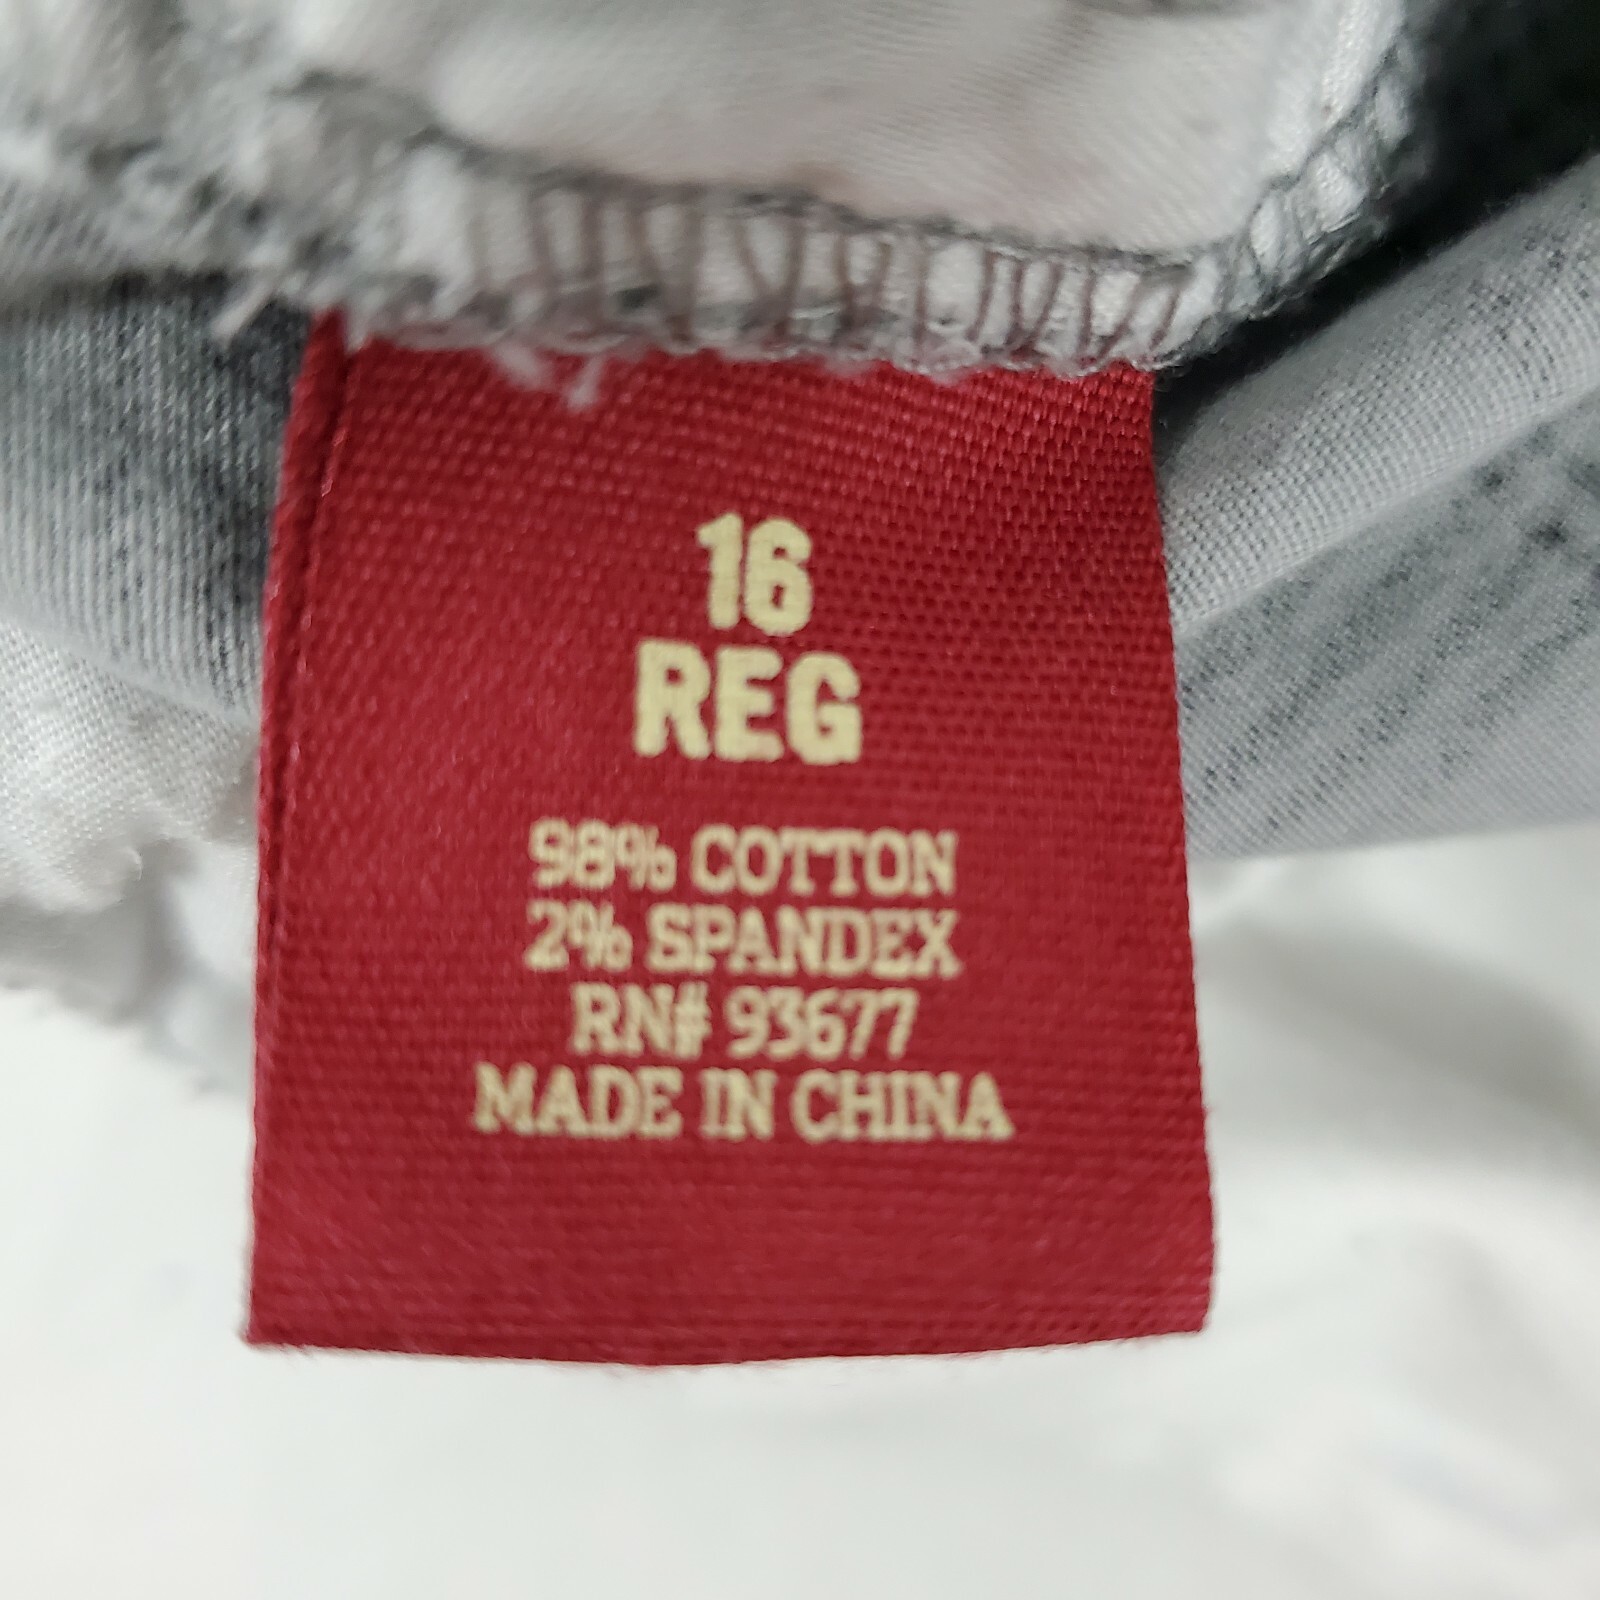 16
REG
98% COTTON
2% SPANDEX
RN# 93677
MADE IN CHINA